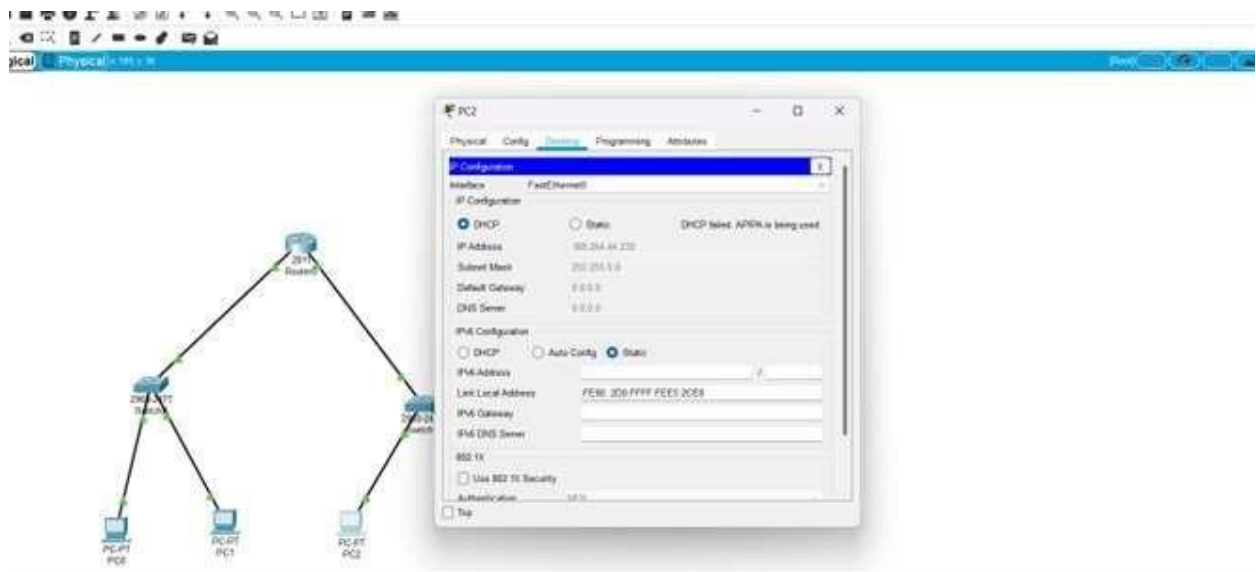 gical Physical
PC2
Physical Config Desktop Programming Attributes
IP Configuration X
Interface FastEthernet0
IP Configuration
DHCP Static DHCP failed. APIPA is being used.
IP Address
Subnet Mask
Default Gateway 0.0.0.0
DNS Server 0.0.0.0
IPv6 Configuration
DHCP Auto Config Static
IPv6 Address /
Link Local Address
IPv6 Gateway
IPv6 DNS Server
802.1X
Use 802.1X Security
Authentication
Top
Router0
PC-PT
PC0
PC-PT
PC1
PC-PT
PC2